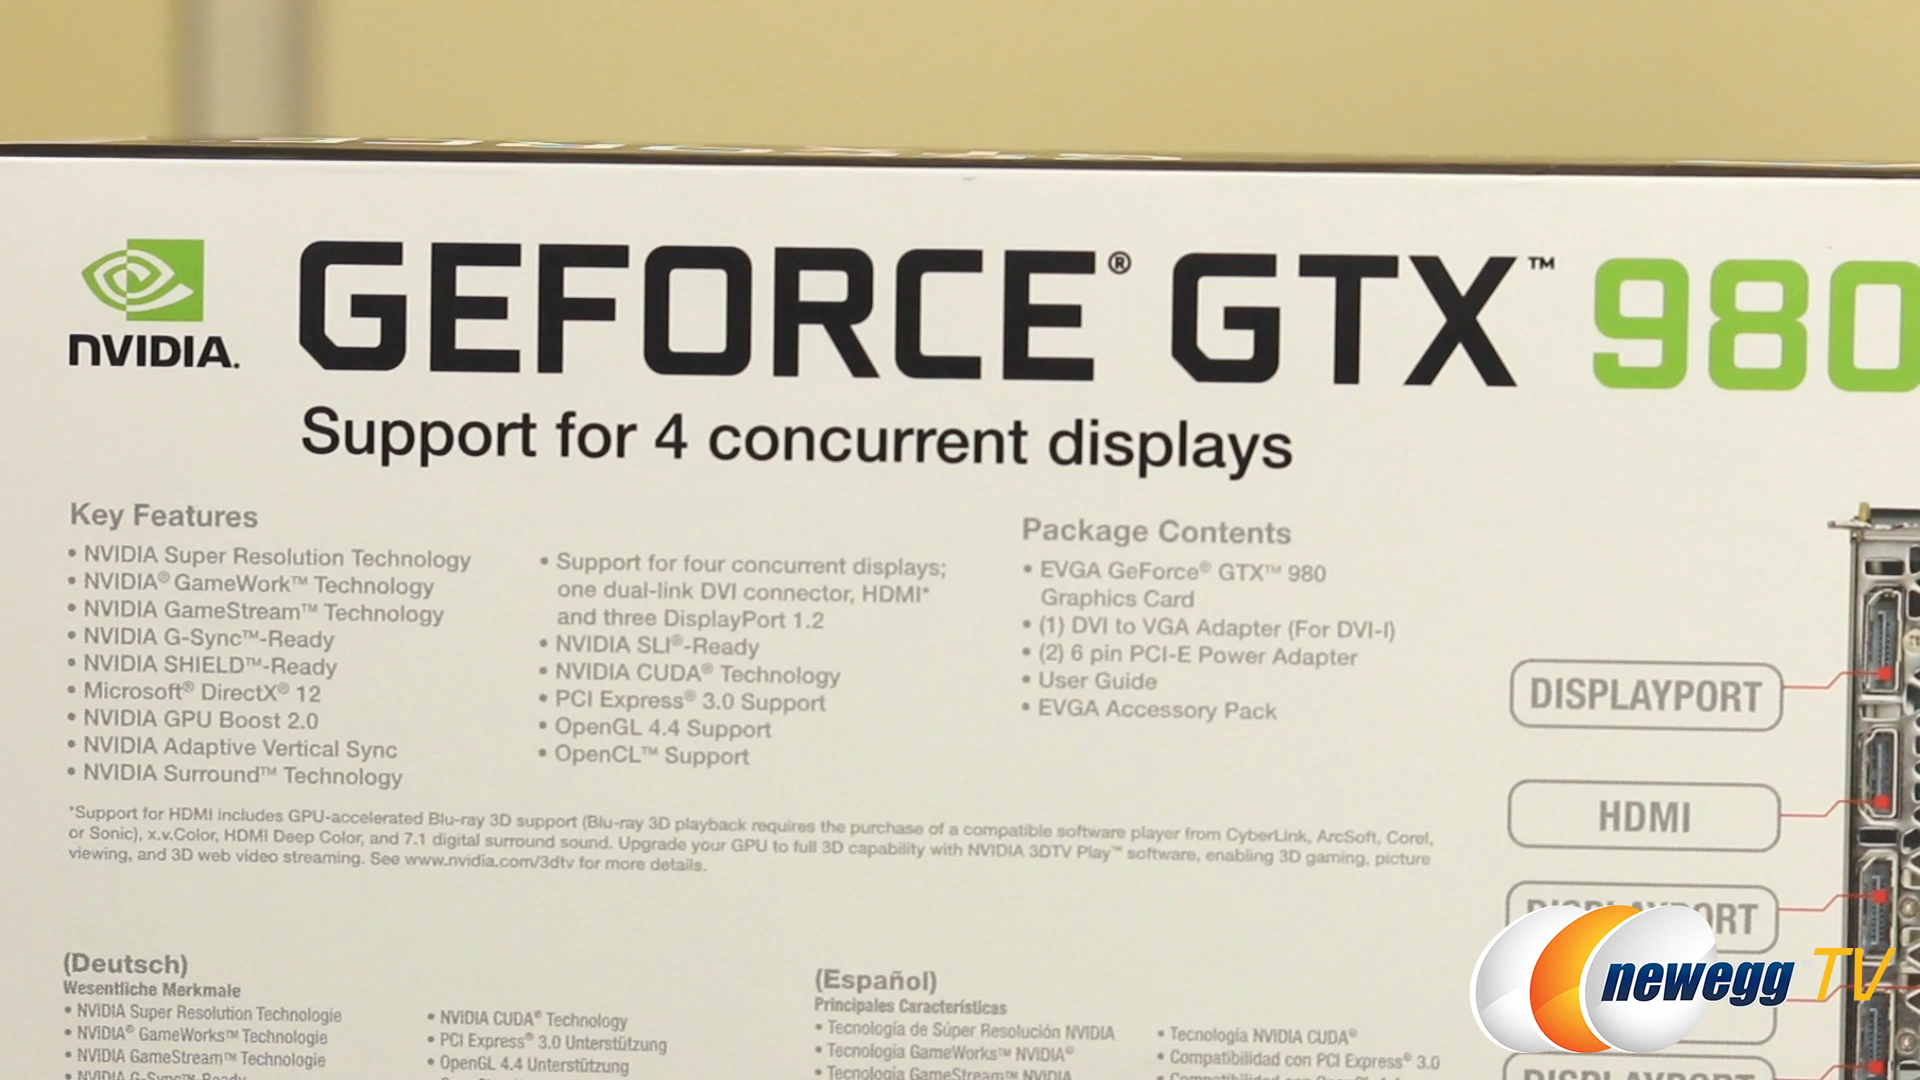 NVIDIA.
GEFORCE® GTX™ 980
Support for 4 concurrent displays
Key Features
• NVIDIA Super Resolution Technology
• NVIDIA® GameWork™ Technology
• NVIDIA GameStream™ Technology
• NVIDIA G-Sync™-Ready
• NVIDIA SHIELD™-Ready
• Microsoft® DirectX® 12
• NVIDIA GPU Boost 2.0
• NVIDIA Adaptive Vertical Sync
• NVIDIA Surround™ Technology
• Support for four concurrent displays;
one dual-link DVI connector, HDMI*
and three DisplayPort 1.2
• NVIDIA SLI®-Ready
• NVIDIA CUDA® Technology
• PCI Express® 3.0 Support
• OpenGL 4.4 Support
• OpenCL™ Support
Package Contents
• EVGA GeForce® GTX™ 980
Graphics Card
• (1) DVI to VGA Adapter (For DVI-I)
• (2) 6 pin PCI-E Power Adapter
• User Guide
• EVGA Accessory Pack
*Support for HDMI includes GPU-accelerated Blu-ray 3D support (Blu-ray 3D playback requires the purchase of a compatible software player from CyberLink, ArcSoft, Corel,
or Sonic), x.v.Color, HDMI Deep Color, and 7.1 digital surround sound. Upgrade your GPU to full 3D capability with NVIDIA 3DTV Play™ software, enabling 3D gaming, picture
viewing, and 3D web video streaming. See www.nvidia.com/3dtv for more details.
DISPLAYPORT
HDMI
DISPLAYPORT
DISPLAYPORT
(Deutsch)
Wesentliche Merkmale
• NVIDIA Super Resolution Technologie
• NVIDIA® GameWorks™ Technologie
• NVIDIA GameStream™ Technologie
• NVIDIA G-Sync™-Ready
• NVIDIA CUDA® Technology
• PCI Express® 3.0 Unterstützung
• OpenGL 4.4 Unterstützung
(Español)
Principales Características
• Tecnología de Súper Resolución NVIDIA
• Tecnología GameWorks™ NVIDIA®
• Tecnología GameStream™ NVIDIA
• Tecnología NVIDIA CUDA®
• Compatibilidad con PCI Express® 3.0
newegg TV